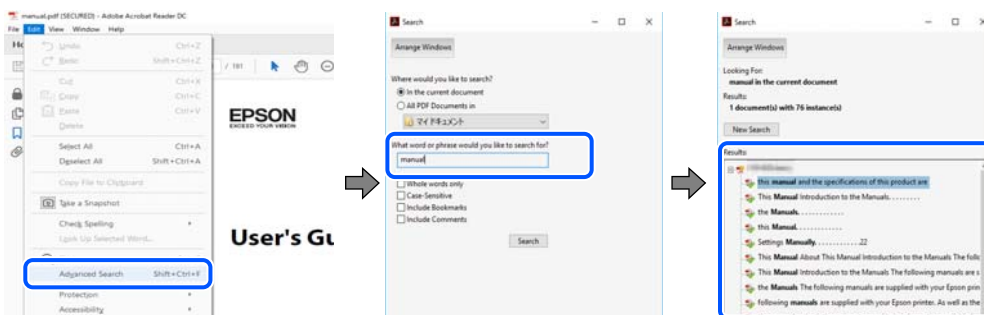 manual.pdf (SECURED) - Adobe Acrobat Reader DC
File Edit View Window Help
Undo Ctrl+Z
Redo Shift+Ctrl+Z
Cut Ctrl+X
Copy Ctrl+C
Paste Ctrl+V
Delete
Select All Ctrl+A
Deselect All Shift+Ctrl+A
Copy File to Clipboard
Take a Snapshot
Check Spelling
Look Up Selected Word...
Advanced Search Shift+Ctrl+F
Protection
Accessibility
/ 191
EPSON
EXCEED YOUR VISION
User's Gu
Search
Arrange Windows
Where would you like to search?
In the current document
All PDF Documents in
マイ ドキュメント
What word or phrase would you like to search for?
manual
Whole words only
Case-Sensitive
Include Bookmarks
Include Comments
Search
Search
Arrange Windows
Looking For:
manual in the current document
Results:
1 document(s) with 76 instance(s)
New Search
Results:
this manual and the specifications of this product are
This Manual Introduction to the Manuals.........
the Manuals.............
this Manual.............
Settings Manually.............22
This Manual About This Manual Introduction to the Manuals The follo
This Manual Introduction to the Manuals The following manuals are s
the Manuals The following manuals are supplied with your Epson prin
following manuals are supplied with your Epson printer. As well as the